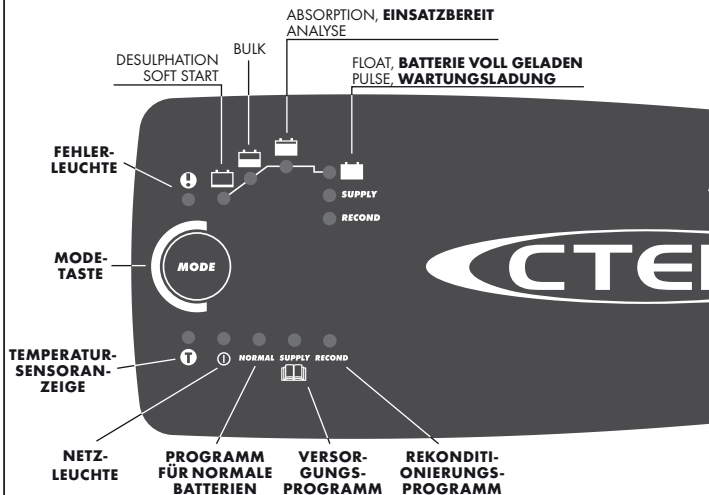 ABSORPTION, EINSATZBEREIT
ANALYSE
BULK
DESULPHATION
SOFT START
FLOAT, BATTERIE VOLL GELADEN
PULSE, WARTUNGSLADUNG
FEHLER-
LEUCHTE
SUPPLY
RECOND
MODE-
TASTE
MODE
CTE
TEMPERATUR-
SENSORAN-
ZEIGE
T
NORMAL SUPPLY RECOND
NETZ-
LEUCHTE
PROGRAMM
FÜR NORMALE
BATTERIEN
VERSOR-
GUNGS-
PROGRAMM
REKONDITI-
ONIERUNGS-
PROGRAMM